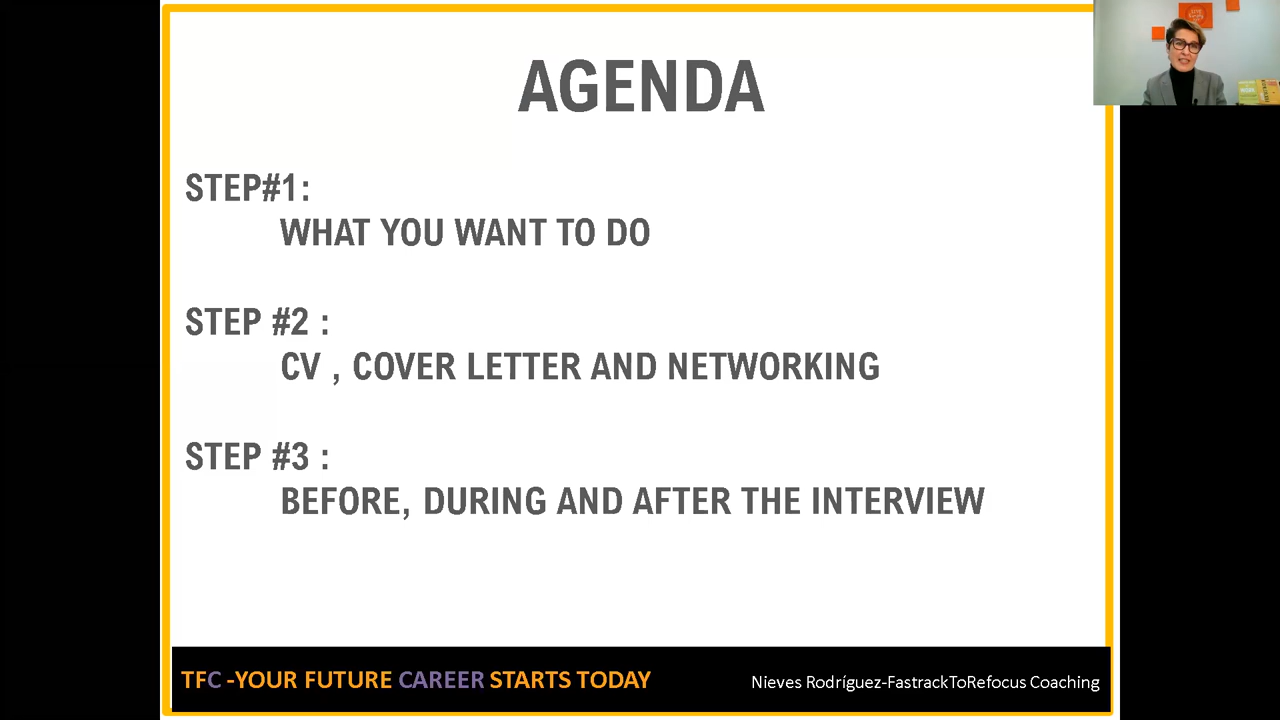 AGENDA
STEP#1:
WHAT YOU WANT TO DO
STEP #2 :
CV , COVER LETTER AND NETWORKING
STEP #3 :
BEFORE, DURING AND AFTER THE INTERVIEW
TFC -YOUR FUTURE CAREER STARTS TODAY
Nieves Rodríguez-FastrackToRefocus Coaching